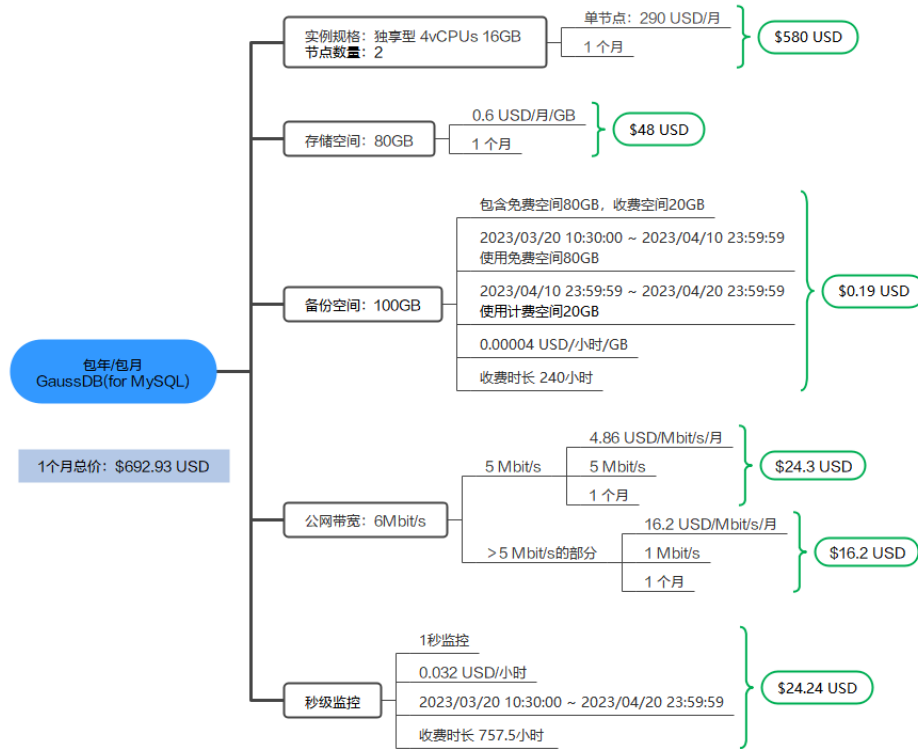 包年/包月
GaussDB(for MySQL)
1个月总价：$692.93 USD
实例规格：独享型 4vCPUs 16GB
节点数量：2
单节点：290 USD/月
1 个月
$580 USD
存储空间：80GB
0.6 USD/月/GB
1 个月
$48 USD
备份空间：100GB
包含免费空间80GB，收费空间20GB
2023/03/20 10:30:00 ~ 2023/04/10 23:59:59
使用免费空间80GB
2023/04/10 23:59:59 ~ 2023/04/20 23:59:59
使用计费空间20GB
0.00004 USD/小时/GB
收费时长 240小时
$0.19 USD
公网带宽：6Mbit/s
5 Mbit/s
4.86 USD/Mbit/s/月
5 Mbit/s
1 个月
$24.3 USD
＞5 Mbit/s的部分
16.2 USD/Mbit/s/月
1 Mbit/s
1 个月
$16.2 USD
秒级监控
1秒监控
0.032 USD/小时
2023/03/20 10:30:00 ~ 2023/04/20 23:59:59
收费时长 757.5小时
$24.24 USD